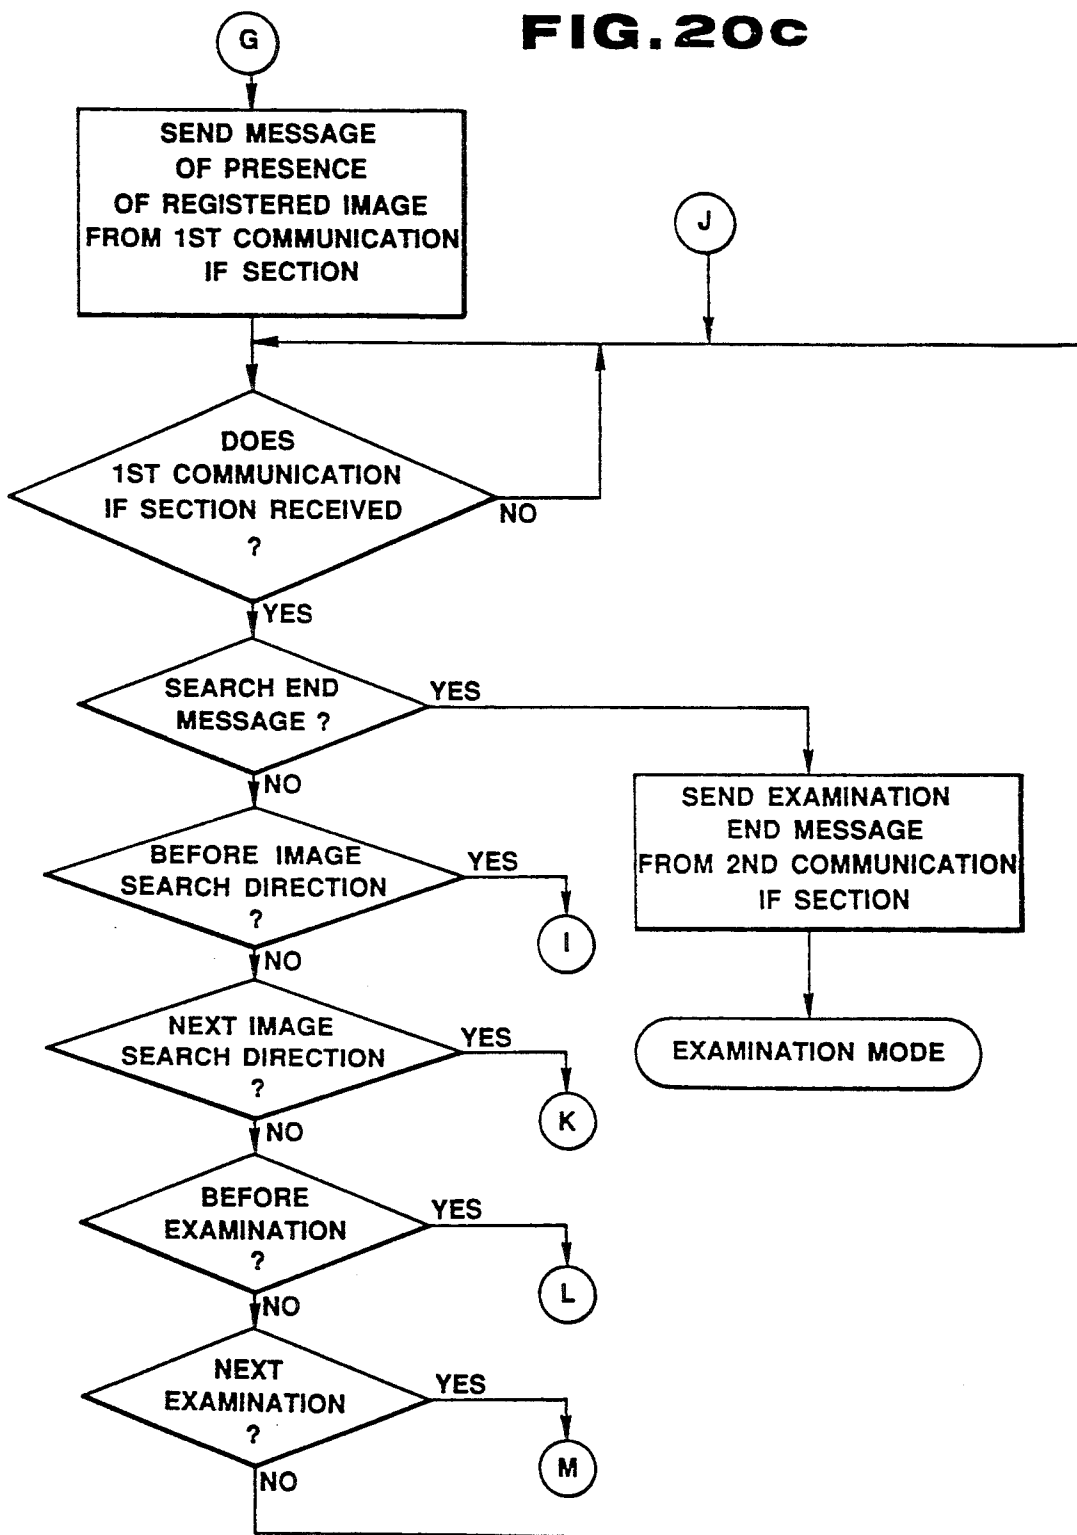 FIG. 20c
G
SEND MESSAGE
OF PRESENCE
OF REGISTERED IMAGE
FROM 1ST COMMUNICATION
IF SECTION
J
DOES
1ST COMMUNICATION
IF SECTION RECEIVED
?
NO
YES
SEARCH END
MESSAGE ?
YES
NO
SEND EXAMINATION
END MESSAGE
FROM 2ND COMMUNICATION
IF SECTION
BEFORE IMAGE
SEARCH DIRECTION
?
YES
I
NO
EXAMINATION MODE
NEXT IMAGE
SEARCH DIRECTION
?
YES
K
NO
BEFORE
EXAMINATION
?
YES
L
NO
NEXT
EXAMINATION
?
YES
M
NO